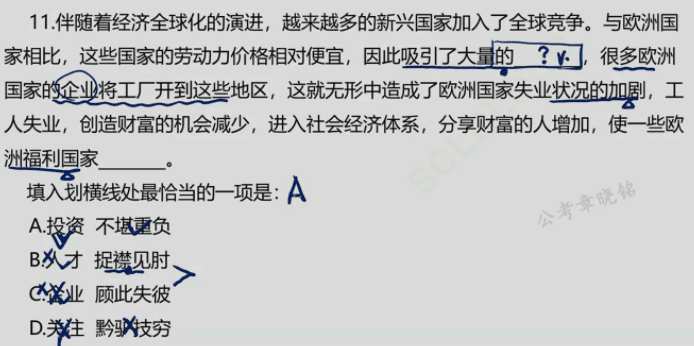 11.伴随着经济全球化的演进，越来越多的新兴国家加入了全球竞争。与欧洲国
家相比，这些国家的劳动力价格相对便宜，因此吸引了大量的 ? v.，很多欧洲
国家的企业将工厂开到这些地区，这就无形中造成了欧洲国家失业状况的加剧，工
人失业，创造财富的机会减少，进入社会经济体系，分享财富的人增加，使一些欧
洲福利国家_______。
填入划横线处最恰当的一项是：A
A.投资 不堪重负
B.人才 捉襟见肘
C.企业 顾此失彼
D.关注 黔驴技穷
公考章晓铭